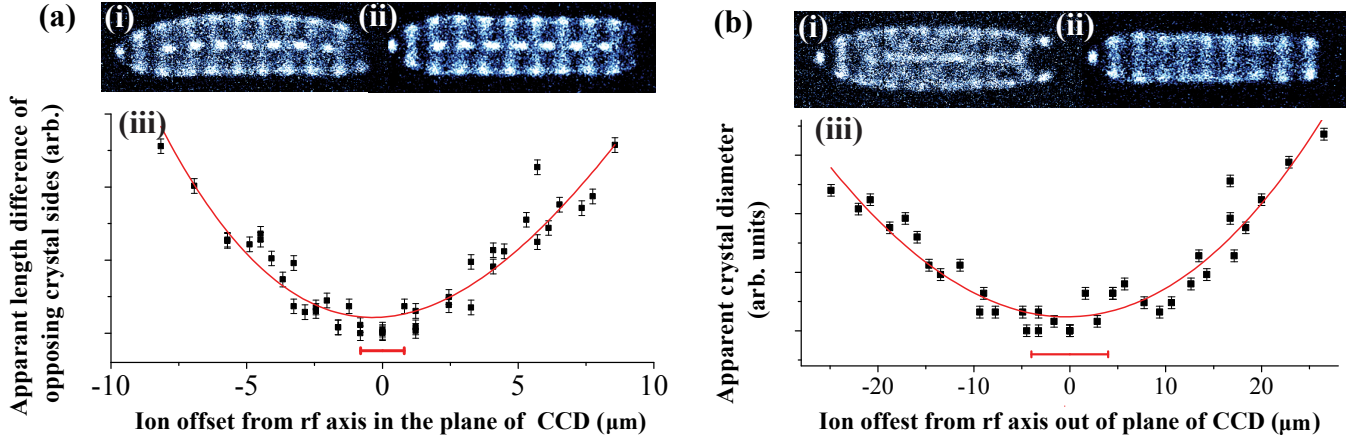 (a)
(i)
(ii)
Apparant length difference of
opposing crystal sides (arb.)
(iii)
-10
-5
0
5
10
Ion offset from rf axis in the plane of CCD (μm)
(b)
(i)
(ii)
Apparent crystal diameter
(arb. units)
(iii)
-20
-10
0
10
20
Ion offest from rf axis out of plane of CCD (μm)